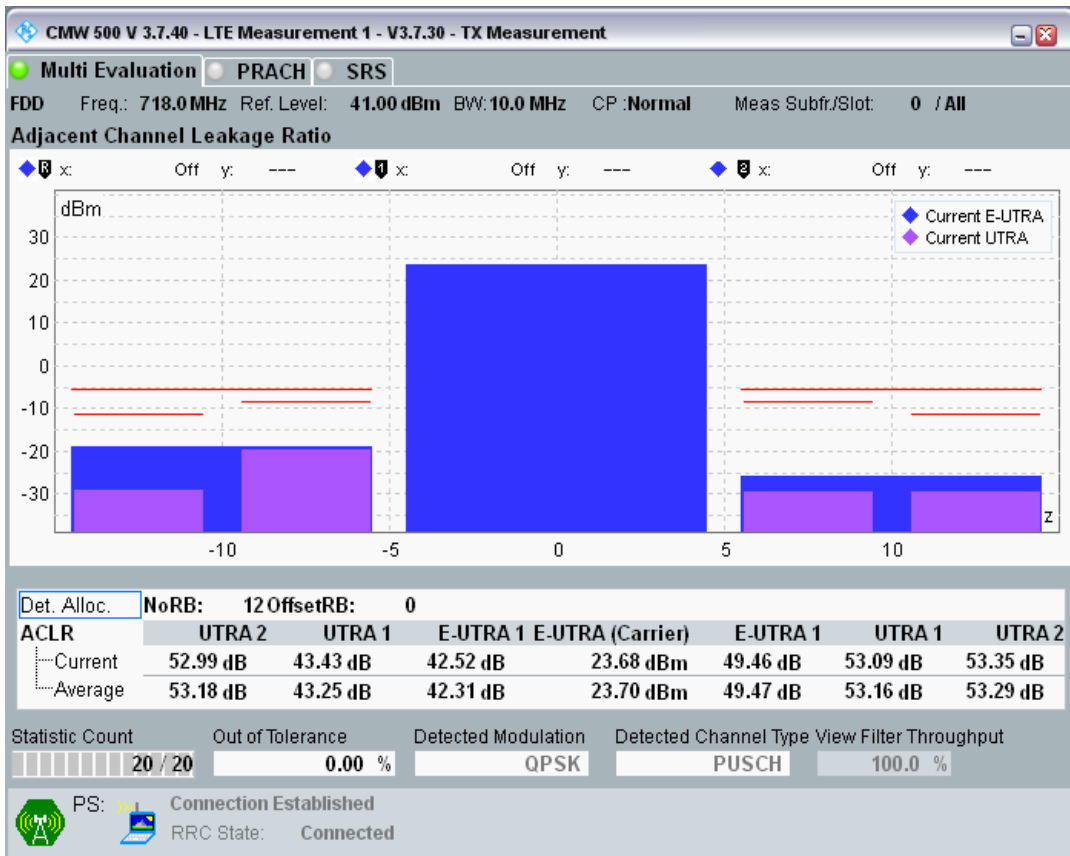 CMW 500 V 3.7.40 - LTE Measurement 1 - V3.7.30 - TX Measurement
Multi Evaluation PRACH SRS
FDD Freq.: 718.0 MHz Ref. Level: 41.00 dBm BW: 10.0 MHz CP :Normal Meas Subfr./Slot: 0 / All
Adjacent Channel Leakage Ratio
R x: Off y: --- 1 x: Off y: --- 2 x: Off y: ---
dBm
Current E-UTRA
Current UTRA
30
20
10
0
-10
-20
-30
z
-10 -5 0 5 10
Det. Alloc. NoRB: 12 OffsetRB: 0
ACLR UTRA 2 UTRA 1 E-UTRA 1 E-UTRA (Carrier) E-UTRA 1 UTRA 1 UTRA 2
Current 52.99 dB 43.43 dB 42.52 dB 23.68 dBm 49.46 dB 53.09 dB 53.35 dB
Average 53.18 dB 43.25 dB 42.31 dB 23.70 dBm 49.47 dB 53.16 dB 53.29 dB
Statistic Count Out of Tolerance Detected Modulation Detected Channel Type View Filter Throughput
20 / 20 0.00 % QPSK PUSCH 100.0 %
PS: Connection Established
RRC State: Connected